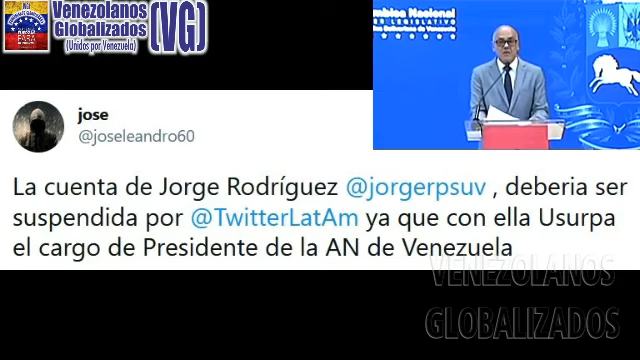 Venezolanos
Globalizados
(Unidos por Venezuela)
(VG)
Asamblea Nacional
jose
@joseleandro60
La cuenta de Jorge Rodríguez @jorgerpsuv , deberia ser
suspendida por @TwitterLatAm ya que con ella Usurpa
el cargo de Presidente de la AN de Venezuela
VENEZOLANOS
GLOBALIZADOS